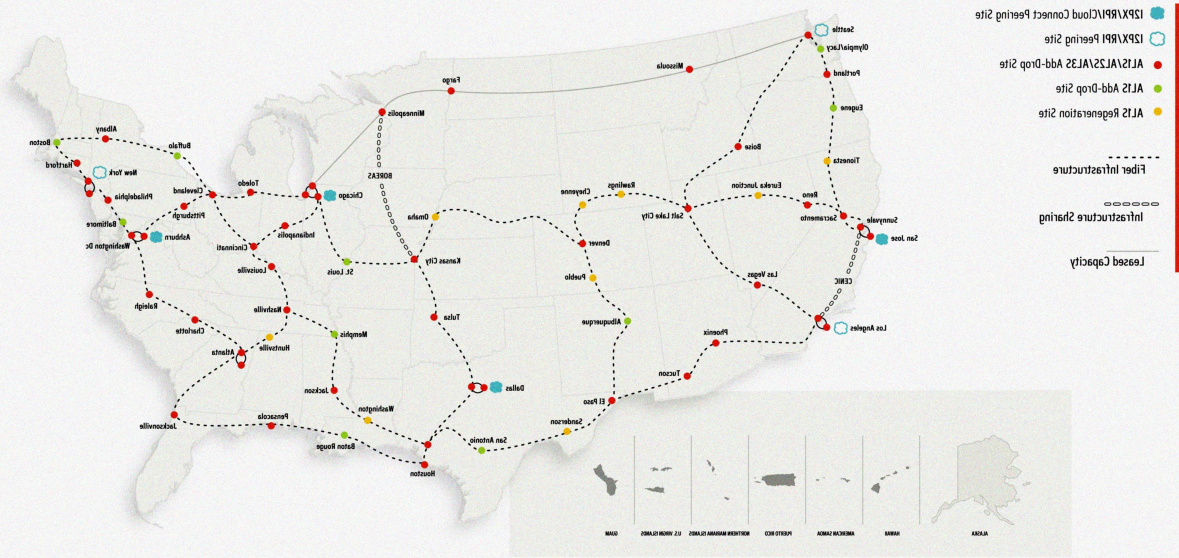 I2PX/RPI/Cloud Connect Peering Site
I2PX/RPI Peering Site
AL1S/AL2S/AL3S Add-Drop Site
AL1S Add-Drop Site
AL1S Regeneration Site
Fiber Infrastructure
Infrastructure Sharing
Leased Capacity
Seattle
Olympia/Lacy
Portland
Eugene
Tionesta
Missoula
Fargo
Minneapolis
BOREAS
Boise
Eureka Junction
Reno
Sacramento
Sunnyvale
San Jose
CENIC
Los Angeles
Las Vegas
Salt Lake City
Rawlings
Cheyenne
Denver
Pueblo
Albuquerque
Phoenix
Tucson
El Paso
Sanderson
San Antonio
Houston
Dallas
Tulsa
Kansas City
Omaha
St. Louis
Chicago
Indianapolis
Toledo
Cleveland
Cincinnati
Louisville
Nashville
Memphis
Huntsville
Jackson
Washington
Baton Rouge
Pensacola
Jacksonville
Atlanta
Charlotte
Raleigh
Washington Dc
Ashburn
Baltimore
Pittsburgh
Philadelphia
New York
Hartford
Boston
Albany
Buffalo
ALASKA
HAWAII
AMERICAN SAMOA
PUERTO RICO
NORTHERN MARIANA ISLANDS
U.S. VIRGIN ISLANDS
GUAM